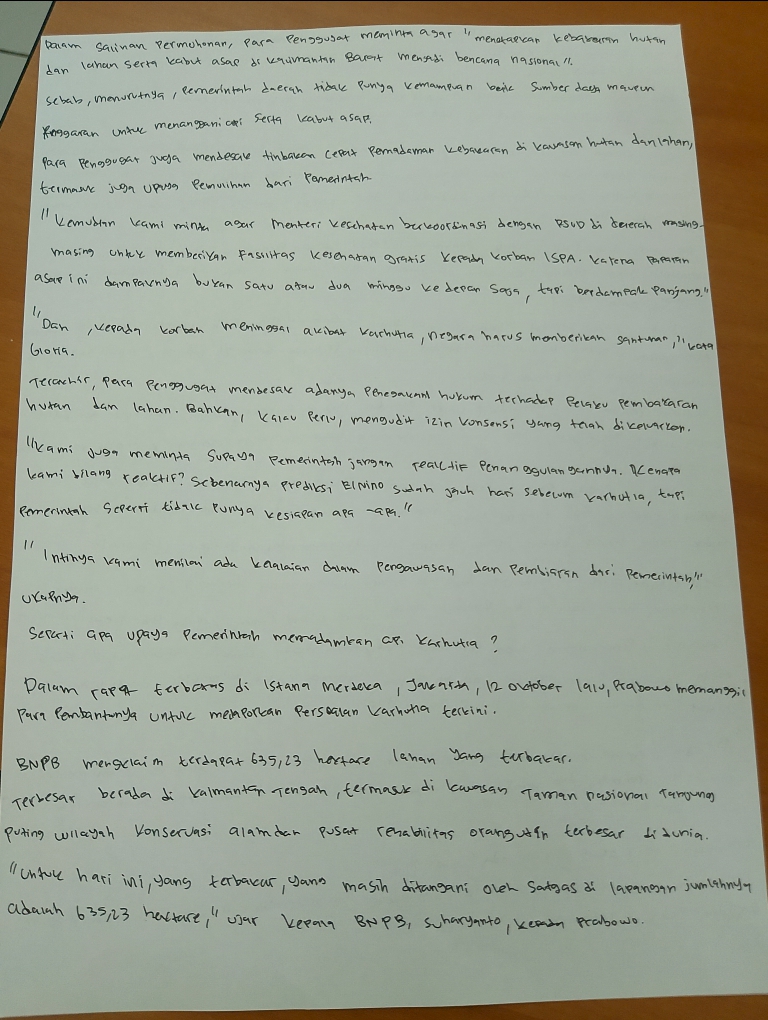 Dalam salinan permohonan, para penggugat meminta agar "menetapkan kebakaran hutan
dan lahan serta kabut asap di Kalimantan Barat menjadi bencana nasional".
Sebab, menurutnya, pemerintah daerah tidak punya kemampuan baik sumber daya maupun
anggaran untuk menangani api serta kabut asap.
Para penggugat juga mendesak tindakan cepat pemadaman kebakaran di kawasan hutan dan lahan,
termasuk juga upaya pemulihan dari Pemerintah
"Kemudian kami minta agar menteri kesehatan berkoordinasi dengan RSUD di daerah masing-
masing untuk memberikan fasilitas kesehatan gratis kepada korban ISPA. Karena paparan
asap ini dampaknya bukan satu atau dua minggu ke depan saja, tapi berdampak panjang."
"Dan, kepada korban meninggal akibat karhutla, negara harus memberikan santunan," kata
Gloria.
Terakhir, para penggugat mendesak adanya penegakan hukum terhadap pelaku pembakaran
hutan dan lahan. Bahkan, kalau perlu, mengudit izin konsensi yang telah dikeluarkan.
"Kami juga meminta supaya pemerintah jangan reaktif penanggulangannya. Kenapa
kami bilang reaktif? Sebenarnya prediksi El Nino sudah jauh hari sebelum karhutla, tapi
pemerintah seperti tidak punya kesiapan apa-apa."
"Intinya kami menilai ada kelalaian dalam pengawasan dan pembiaran dari pemerintah,"
ucapnya.
Seperti apa upaya pemerintah memadamkan api karhutla?
Dalam rapat terbatas di Istana Merdeka, Jakarta, 12 Oktober lalu, Prabowo memanggil
para pembantunya untuk melaporkan persoalan karhutla terkini.
BNPB mengklaim terdapat 635,23 hektare lahan yang terbakar.
Terbesar berada di Kalimantan Tengah, termasuk di kawasan Taman nasional Tanjung
Puting wilayah konservasi alam dan pusat rehabilitas orangutan terbesar di dunia.
"Untuk hari ini, yang terbakar, yang masih ditangani oleh Satgas di lapangan jumlahnya
adalah 635,23 hektare," ujar Kepala BNPB, Suharyanto, kepada Prabowo.